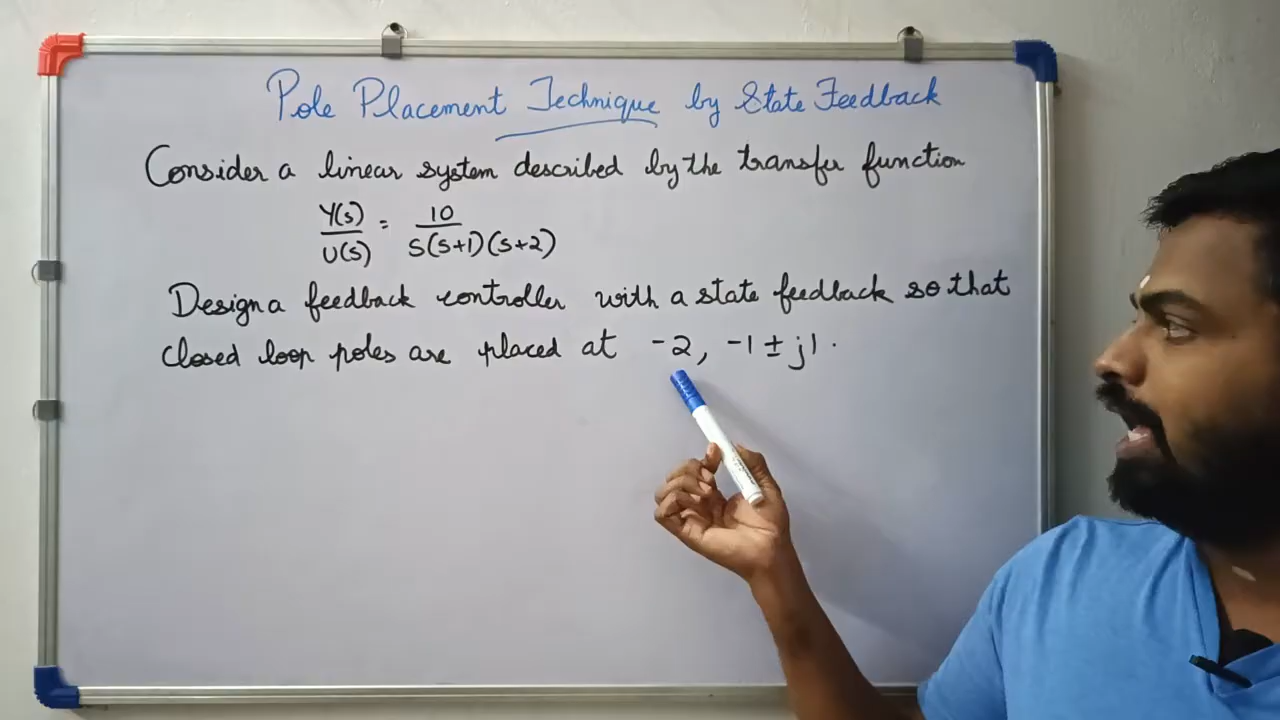 Pole Placement Technique by State Feedback
Consider a linear system described by the transfer function
Y(s)/U(s) = 10/S(S+1)(S+2)
Design a feedback controller with a state feedback so that
closed loop poles are placed at -2, -1 ± j1.